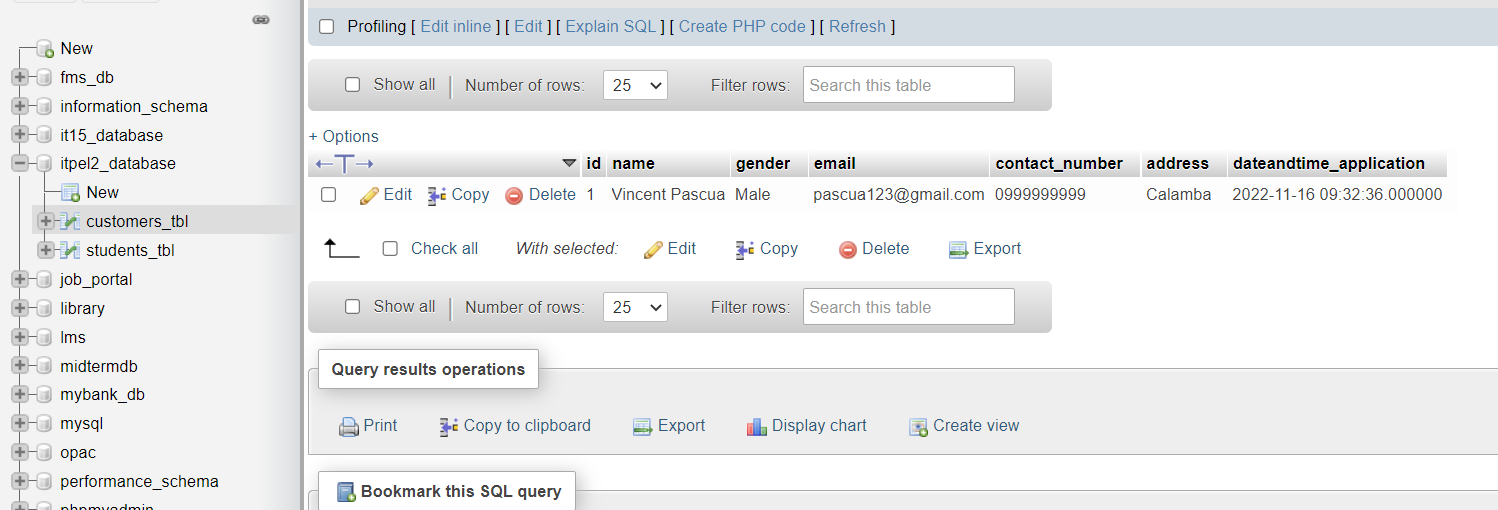 Profiling [ Edit inline ] [ Edit ] [ Explain SQL ] [ Create PHP code ] [ Refresh ]
New
fms_db
information_schema
it15_database
itpel2_database
New
customers_tbl
students_tbl
job_portal
library
lms
midtermdb
mybank_db
mysql
opac
performance_schema
phpmyadmin
Show all Number of rows: 25 Filter rows: Search this table
+ Options
←T→ id name gender email contact_number address dateandtime_application
Edit Copy Delete 1 Vincent Pascua Male pascua123@gmail.com 0999999999 Calamba 2022-11-16 09:32:36.000000
Check all With selected: Edit Copy Delete Export
Show all Number of rows: 25 Filter rows: Search this table
Query results operations
Print Copy to clipboard Export Display chart Create view
Bookmark this SQL query